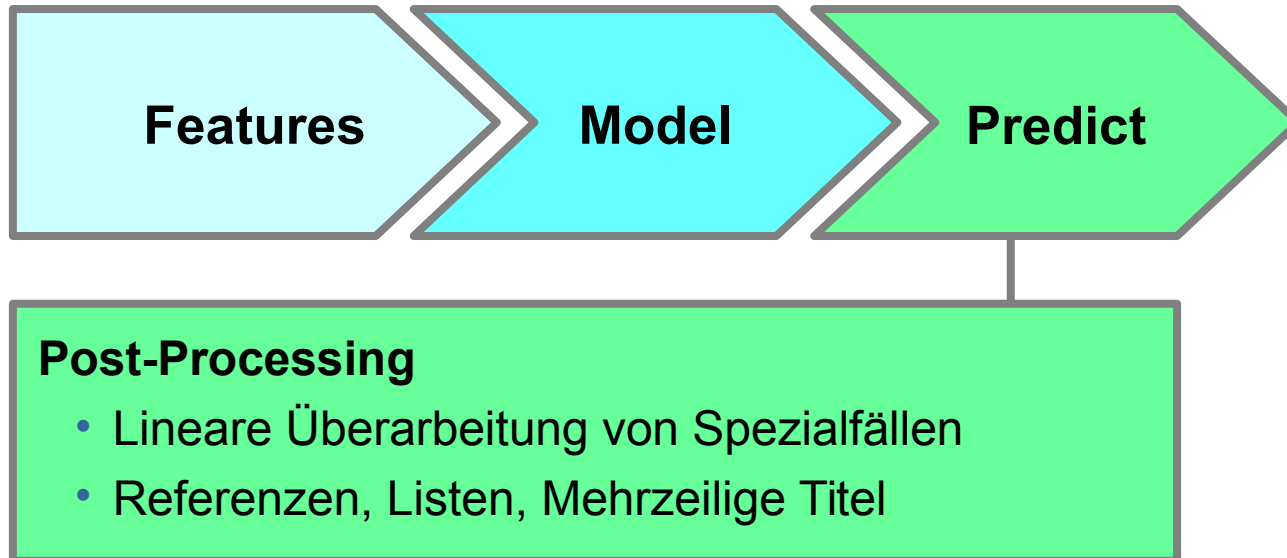 Features
Model
Predict
Post-Processing
• Lineare Überarbeitung von Spezialfällen
• Referenzen, Listen, Mehrzeilige Titel